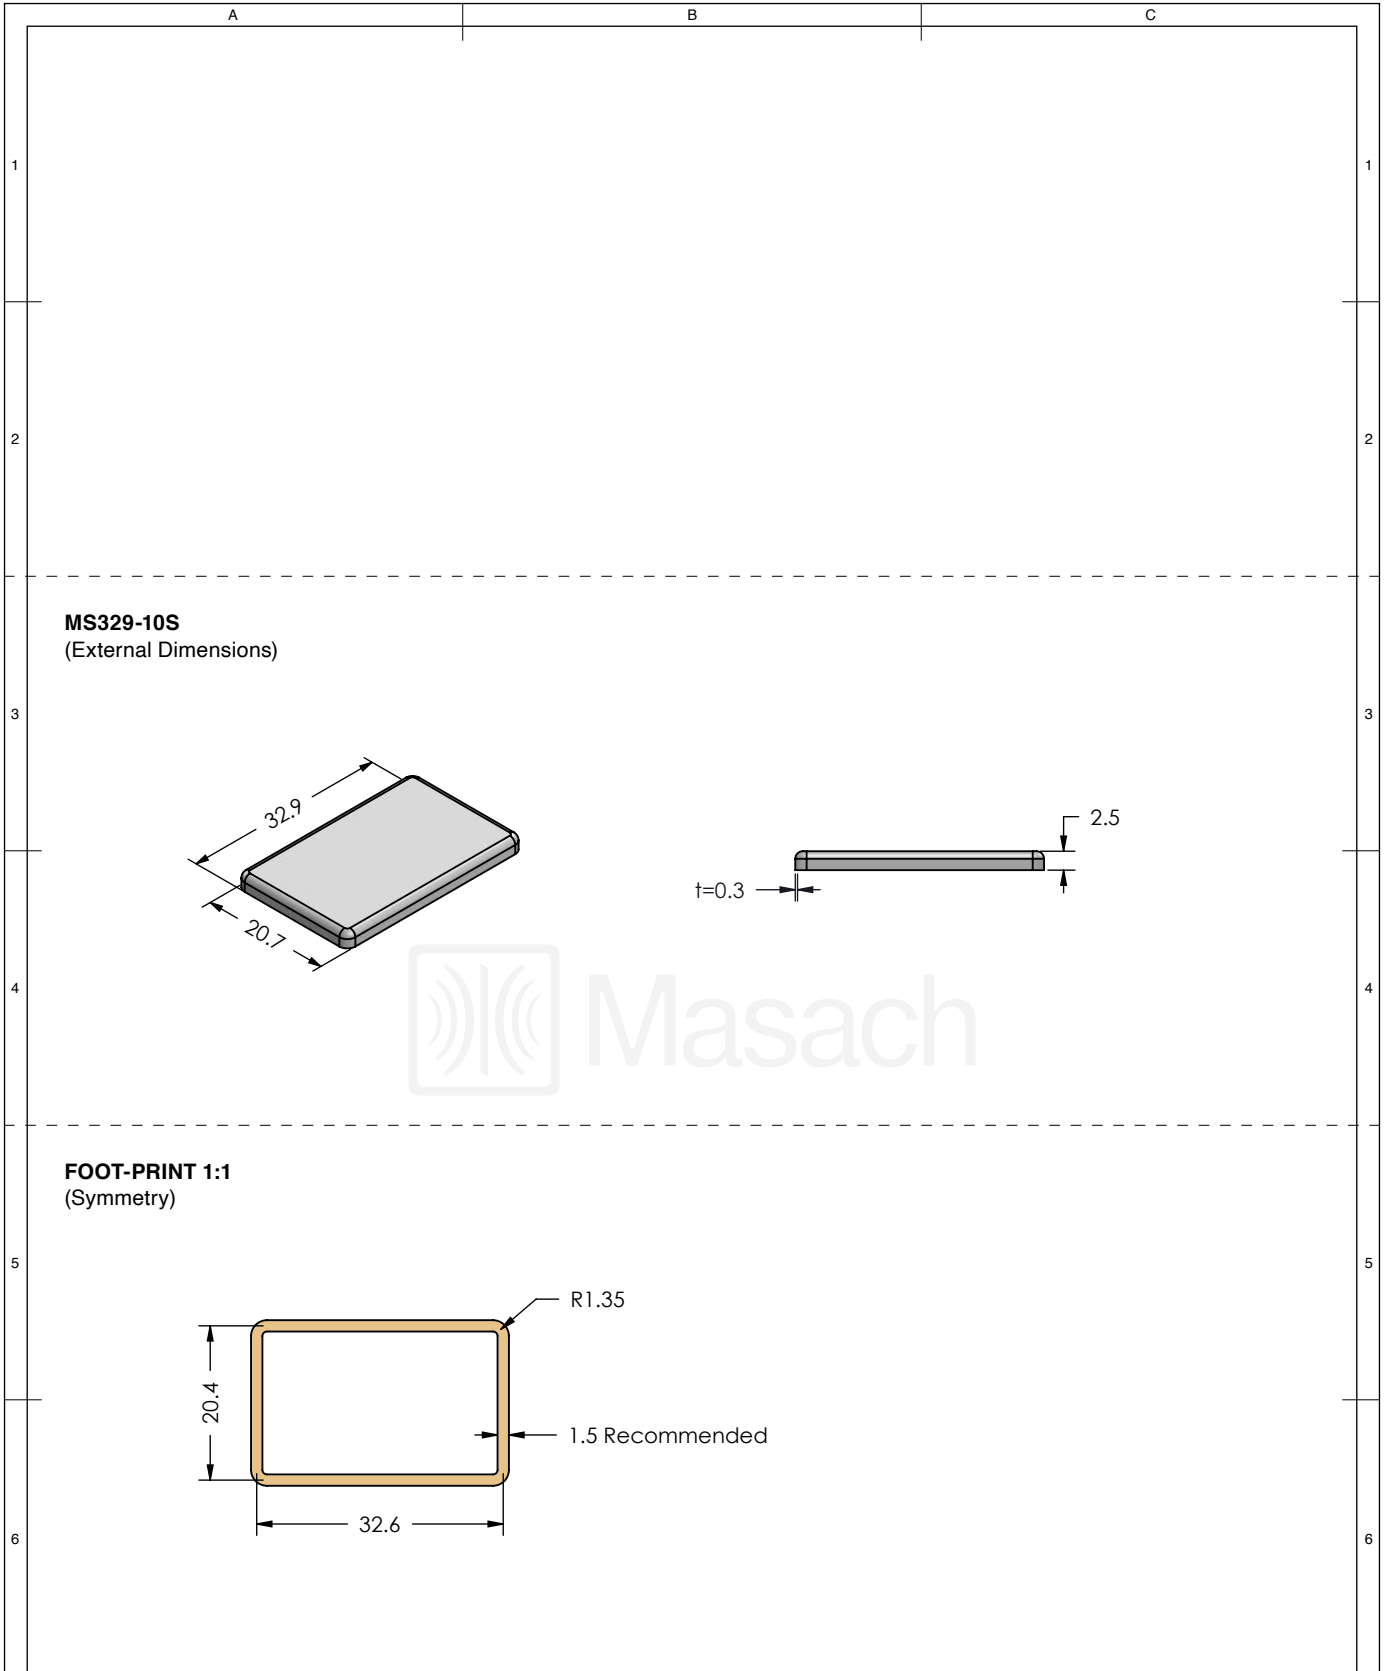 A B C
1 1
2 2
MS329-10S
(External Dimensions)
3 3
32.9
20.7
2.5
t=0.3
Masach
4 4
FOOT-PRINT 1:1
(Symmetry)
5 5
R1.35
20.4
1.5 Recommended
32.6
6 6